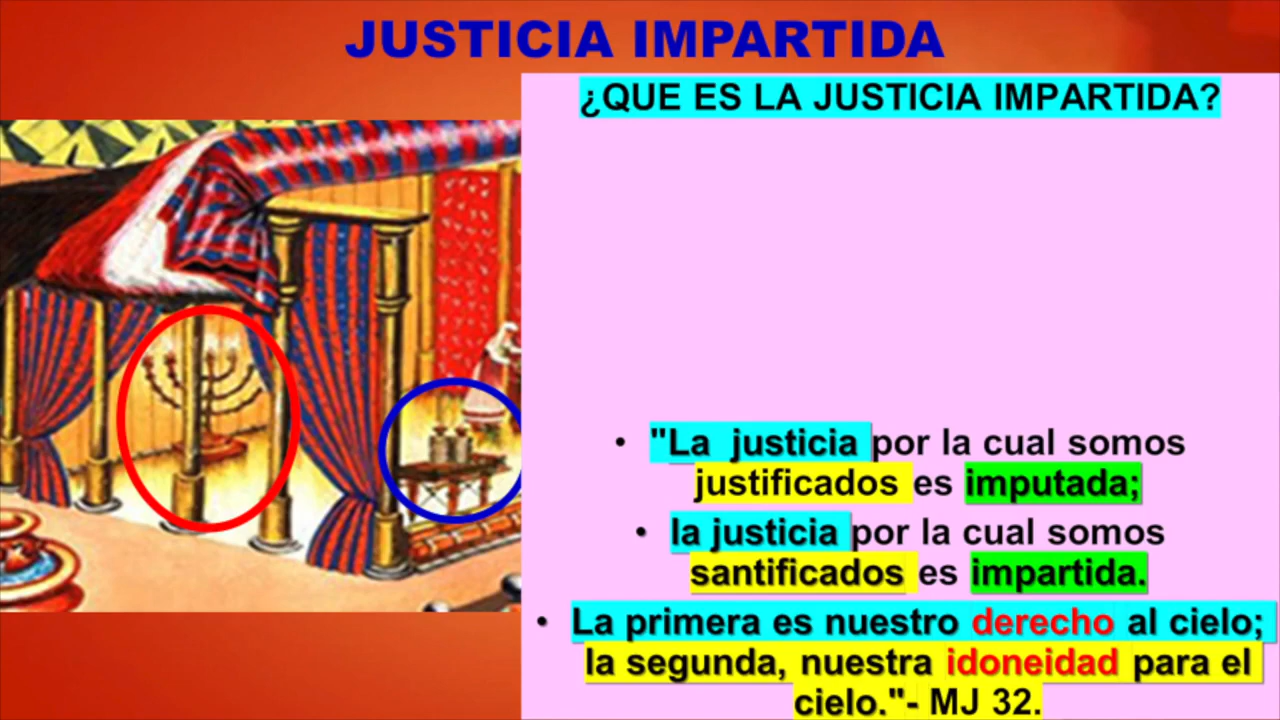 JUSTICIA IMPARTIDA
¿QUE ES LA JUSTICIA IMPARTIDA?
• "La justicia por la cual somos
justificados es imputada;
• la justicia por la cual somos
santificados es impartida.
• La primera es nuestro derecho al cielo;
la segunda, nuestra idoneidad para el
cielo."- MJ 32.